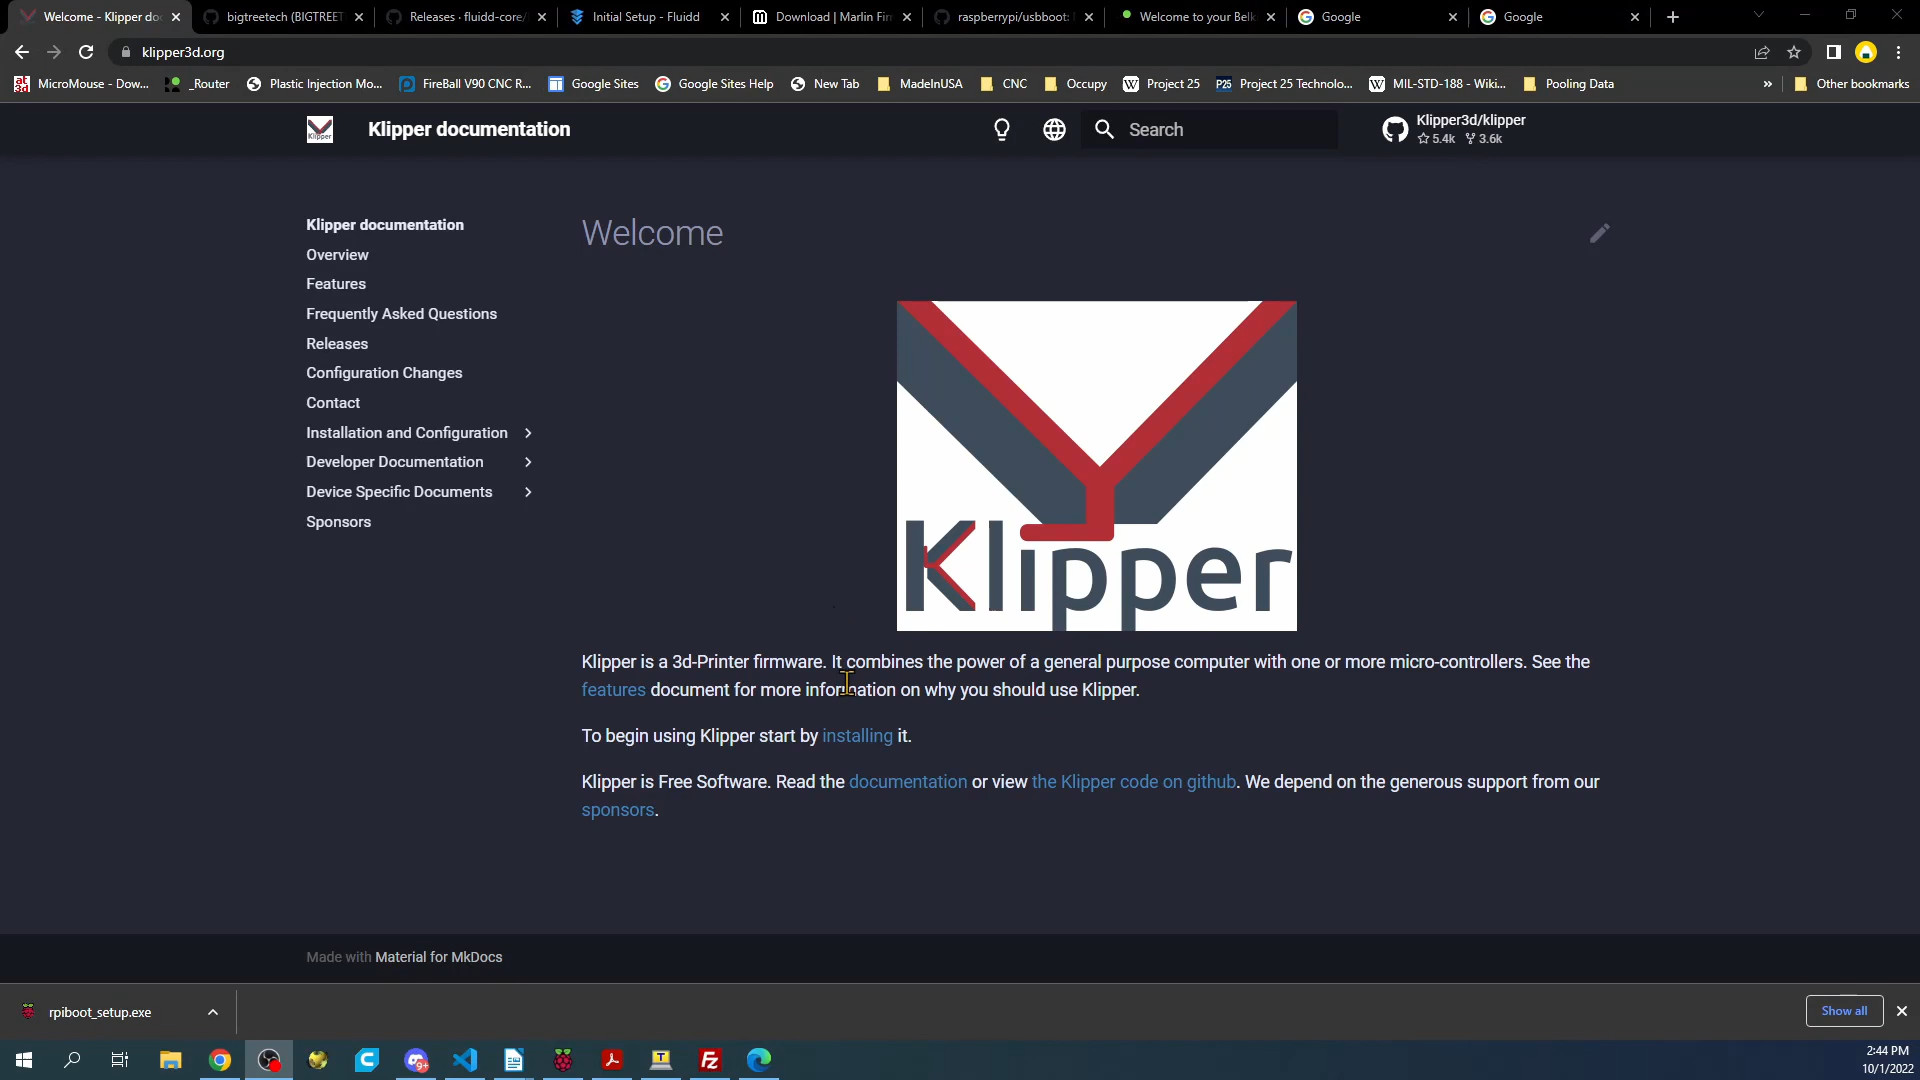 Welcome - Klipper do
bigtreetech (BIGTREET
Releases · fluidd-core/
Initial Setup - Fluidd
Download | Marlin Fir
raspberrypi/usbboot:
Welcome to your Belk
Google
Google
klipper3d.org
MicroMouse - Dow...
_Router
Plastic Injection Mo...
FireBall V90 CNC R...
Google Sites
Google Sites Help
New Tab
MadeInUSA
CNC
Occupy
Project 25
P25
Project 25 Technolo...
MIL-STD-188 - Wiki...
Pooling Data
»
Other bookmarks
Klipper documentation
Search
Klipper3d/klipper
5.4k 3.6k
Klipper documentation
Overview
Features
Frequently Asked Questions
Releases
Configuration Changes
Contact
Installation and Configuration
Developer Documentation
Device Specific Documents
Sponsors
Welcome
Klipper
Klipper is a 3d-Printer firmware. It combines the power of a general purpose computer with one or more micro-controllers. See the
features document for more information on why you should use Klipper.
To begin using Klipper start by installing it.
Klipper is Free Software. Read the documentation or view the Klipper code on github. We depend on the generous support from our
sponsors.
Made with Material for MkDocs
rpiboot_setup.exe
Show all
9+
2:44 PM
10/1/2022